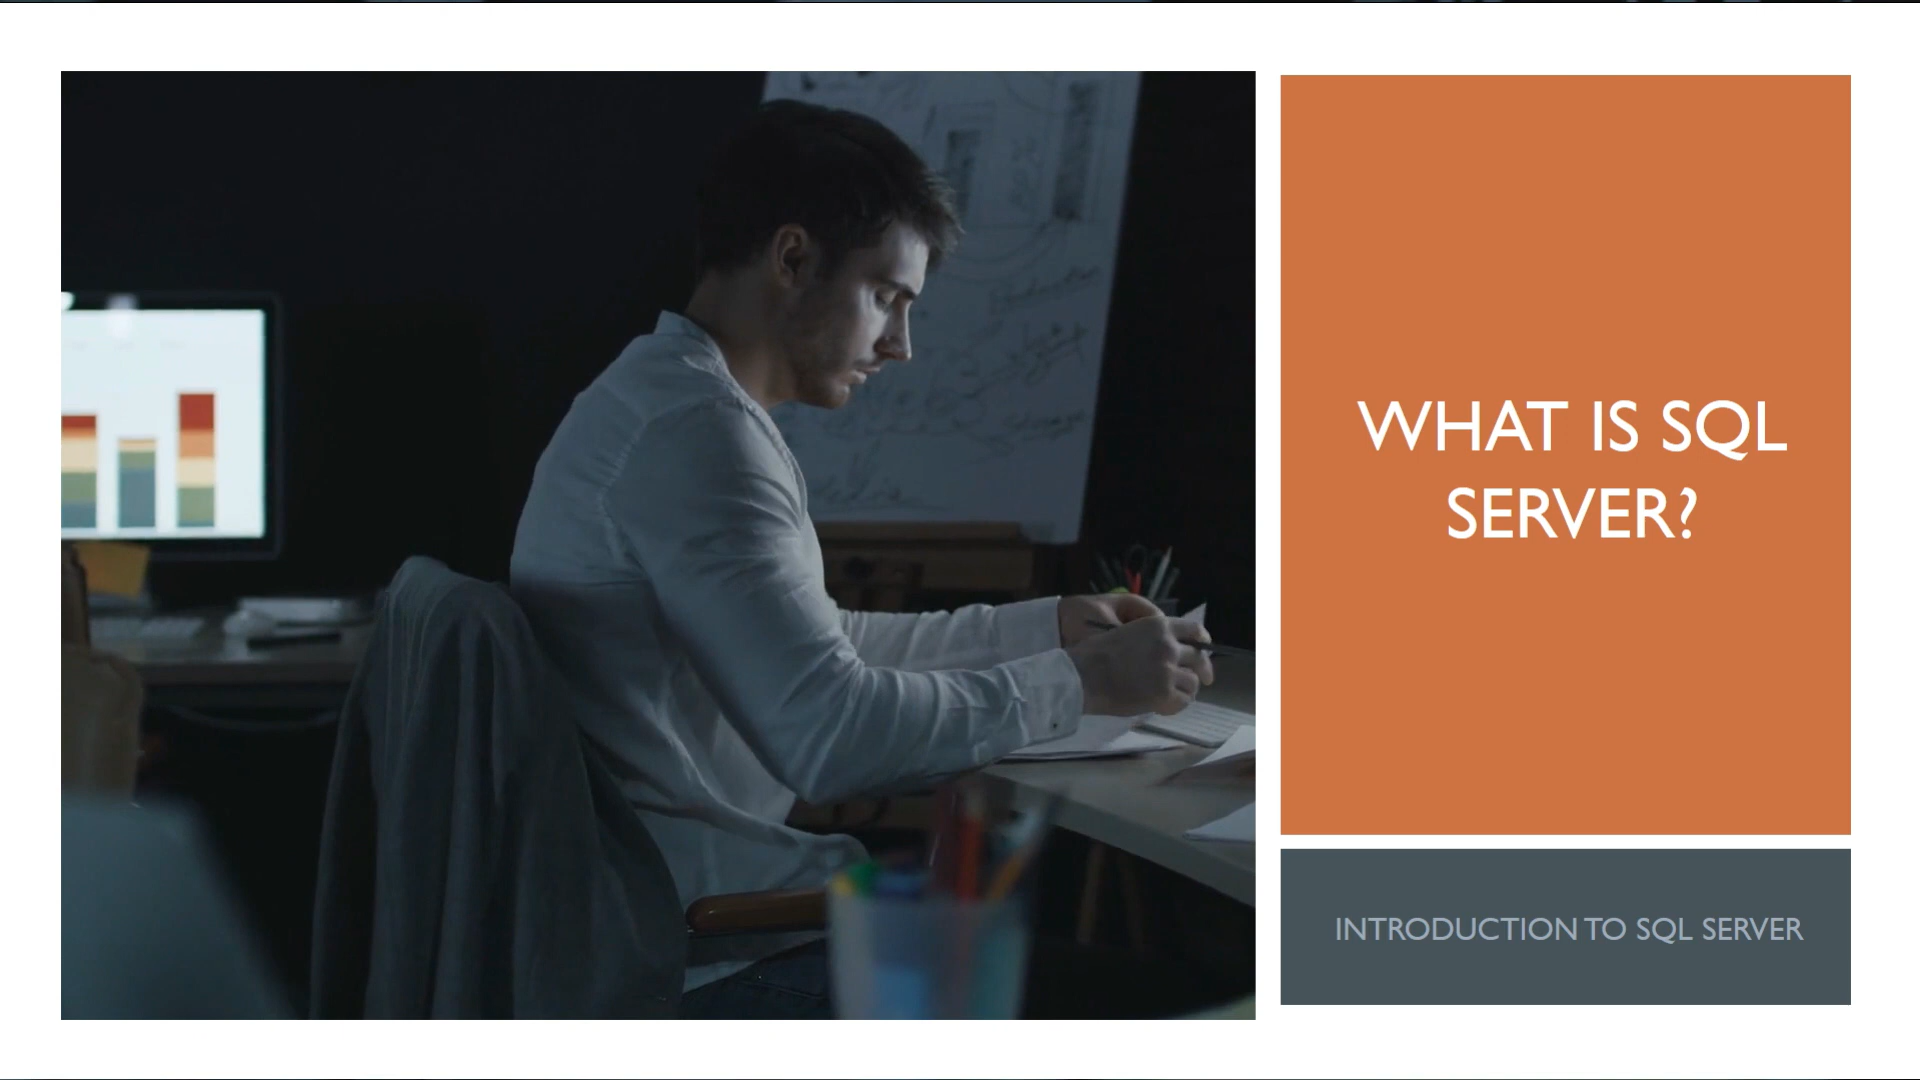 WHAT IS SQL
SERVER?
INTRODUCTION TO SQL SERVER